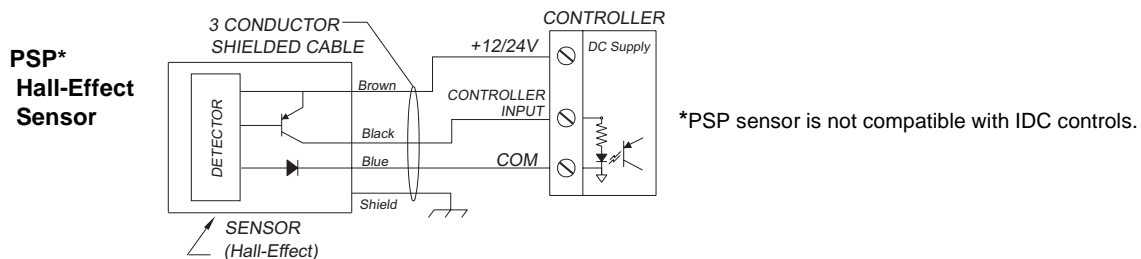 PSP*
Hall-Effect
Sensor
3 CONDUCTOR
SHIELDED CABLE
DETECTOR
Brown
Black
Blue
Shield
SENSOR
(Hall-Effect)
CONTROLLER
+12/24V
CONTROLLER
INPUT
COM
DC Supply
*PSP sensor is not compatible with IDC controls.